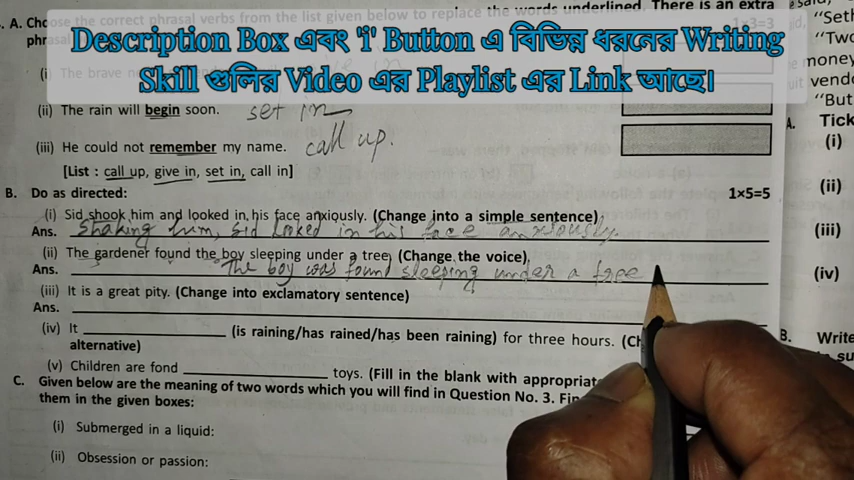 A. Choose the correct phrasal verbs from the list given below to replace the words underlined. There is an extra
phr
1×3=3
Description Box এবং 'i' Button এ বিভিন্ন ধরনের Writing
Skill গুলির Video এর Playlist এর Link আছে।
(i) The brave
(ii) The rain will begin soon. set in
(iii) He could not remember my name. call up.
[List : call up, give in, set in, call in]
B. Do as directed: 1×5=5
(i) Sid shook him and looked in his face anxiously. (Change into a simple sentence)
Ans. Shaking him, Sid looked in his face anxiously.
(ii) The gardener found the boy sleeping under a tree. (Change the voice)
Ans. The boy was found sleeping under a tree
(iii) It is a great pity. (Change into exclamatory sentence)
Ans.
(iv) It (is raining/has rained/has been raining) for three hours. (Ch
alternative)
(v) Children are fond toys. (Fill in the blank with appropriat
C. Given below are the meaning of two words which you will find in Question No. 3. Fin
them in the given boxes:
(i) Submerged in a liquid:
(ii) Obsession or passion:
"Seth
"Two
money
vend
"But
A. Tick
(i)
(ii)
(iii)
(iv)
B. Write